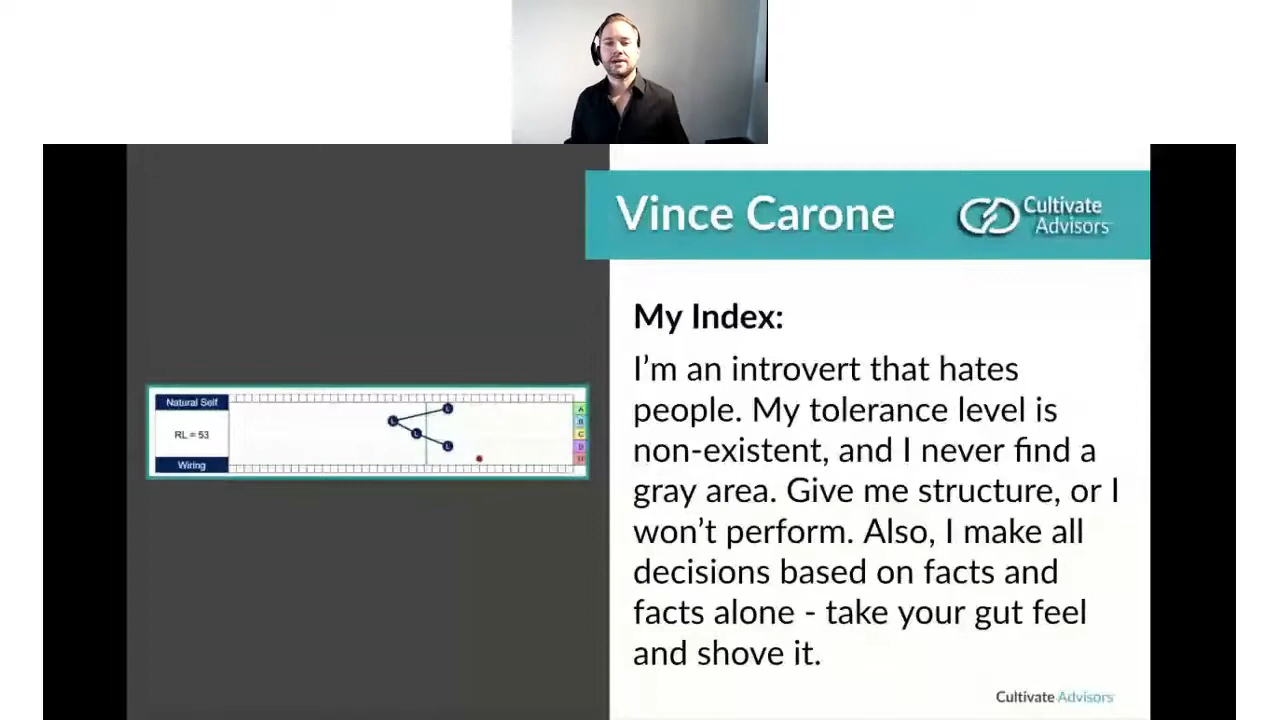 Vince Carone
Cultivate
Advisors
My Index:
I'm an introvert that hates
people. My tolerance level is
non-existent, and I never find a
gray area. Give me structure, or I
won't perform. Also, I make all
decisions based on facts and
facts alone - take your gut feel
and shove it.
Natural Self
RL = 53
Wiring
A
B
C
D
Cultivate Advisors